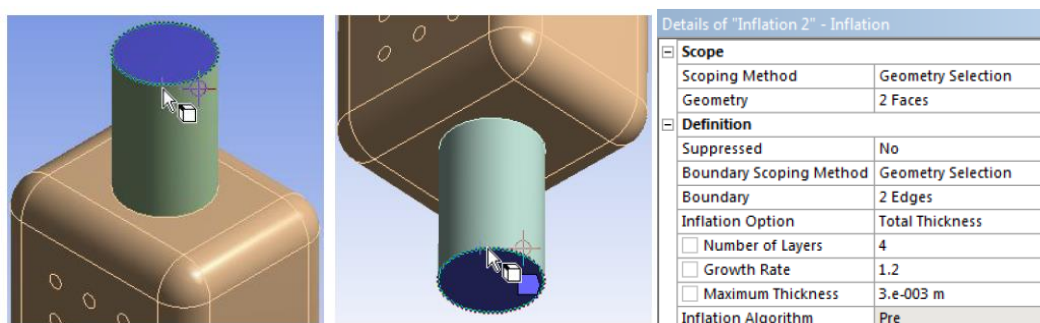 Details of "Inflation 2" - Inflation
Scope
Scoping Method Geometry Selection
Geometry 2 Faces
Definition
Suppressed No
Boundary Scoping Method Geometry Selection
Boundary 2 Edges
Inflation Option Total Thickness
Number of Layers 4
Growth Rate 1.2
Maximum Thickness 3.e-003 m
Inflation Algorithm Pre